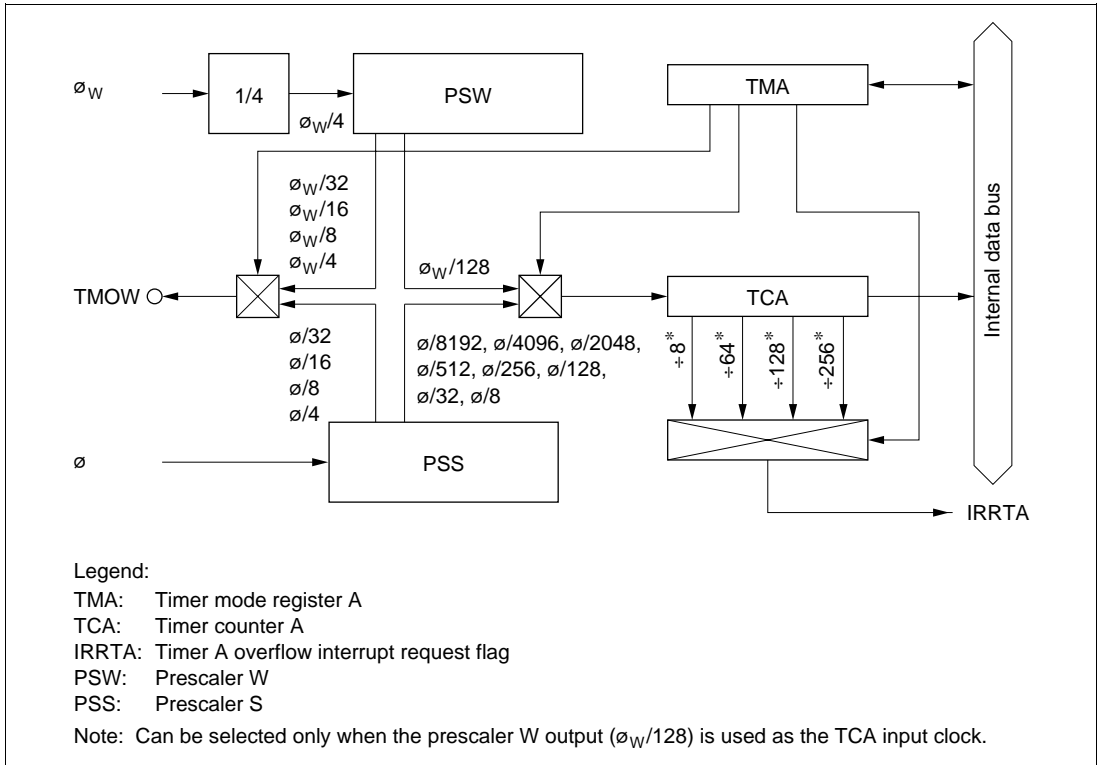 øW
1/4
øW/4
PSW
TMA
øW/32
øW/16
øW/8
øW/4
øW/128
TMOW
TCA
Internal data bus
ø/32
ø/16
ø/8
ø/4
ø/8192, ø/4096, ø/2048,
ø/512, ø/256, ø/128,
ø/32, ø/8
÷8*
÷64*
÷128*
÷256*
ø
PSS
IRRTA
Legend:
TMA: Timer mode register A
TCA: Timer counter A
IRRTA: Timer A overflow interrupt request flag
PSW: Prescaler W
PSS: Prescaler S
Note: Can be selected only when the prescaler W output (øW/128) is used as the TCA input clock.